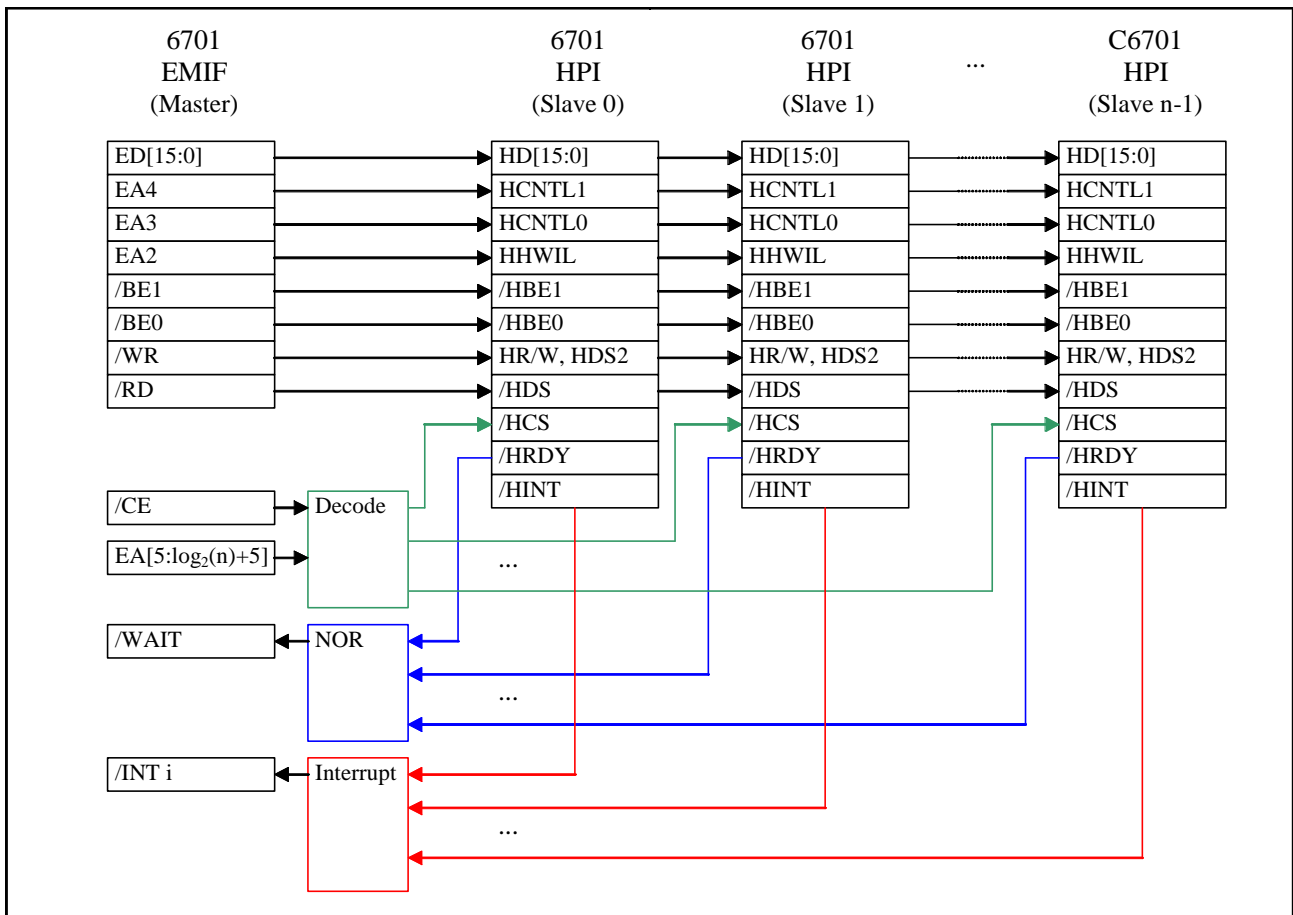 6701 6701 6701 C6701
EMIF HPI HPI ... HPI
(Master) (Slave 0) (Slave 1) (Slave n-1)
ED[15:0] HD[15:0] HD[15:0] HD[15:0]
EA4 HCNTL1 HCNTL1 HCNTL1
EA3 HCNTL0 HCNTL0 HCNTL0
EA2 HHWIL HHWIL HHWIL
/BE1 /HBE1 /HBE1 /HBE1
/BE0 /HBE0 /HBE0 /HBE0
/WR HR/W, HDS2 HR/W, HDS2 HR/W, HDS2
/RD /HDS /HDS /HDS
/HCS /HCS /HCS
/HRDY /HRDY /HRDY
/HINT /HINT /HINT
/CE Decode
EA[5:log2(n)+5] ...
/WAIT NOR
...
/INT i Interrupt
...